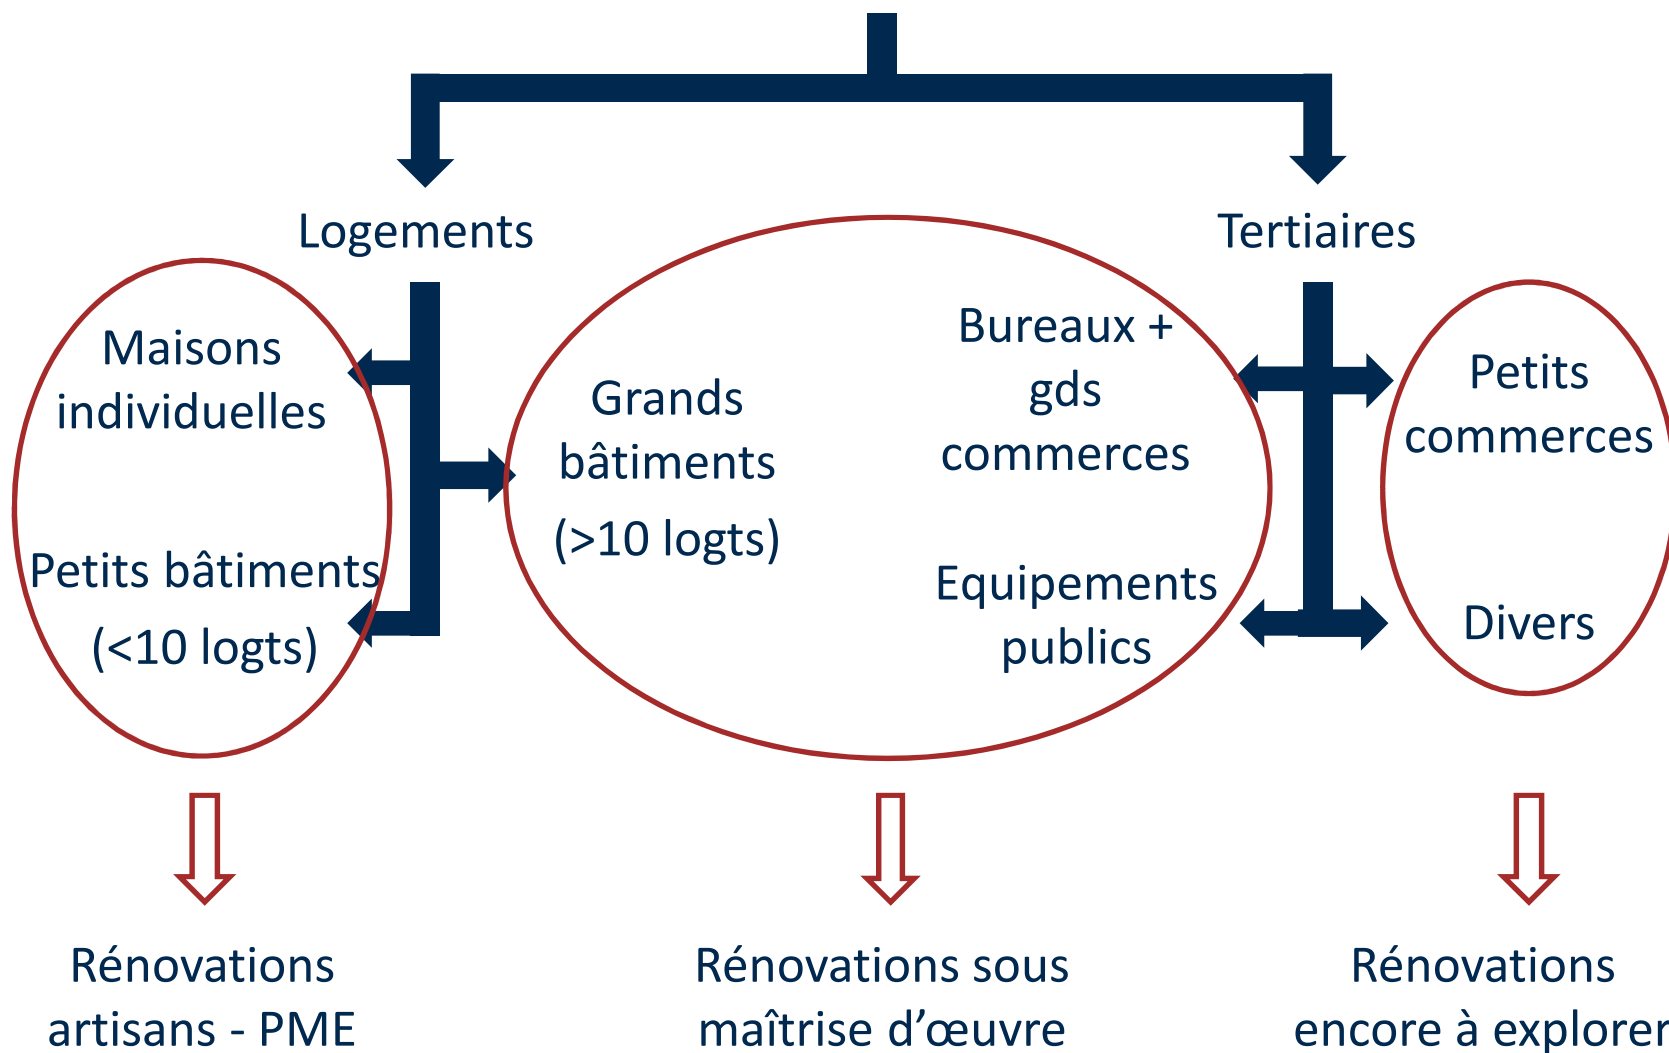 Logements
Tertiaires
Maisons
individuelles
Petits bâtiments
(<10 logts)
Grands
bâtiments
(>10 logts)
Bureaux +
gds
commerces
Equipements
publics
Petits
commerces
Divers
Rénovations
artisans - PME
Rénovations sous
maîtrise d’œuvre
Rénovations
encore à explorer